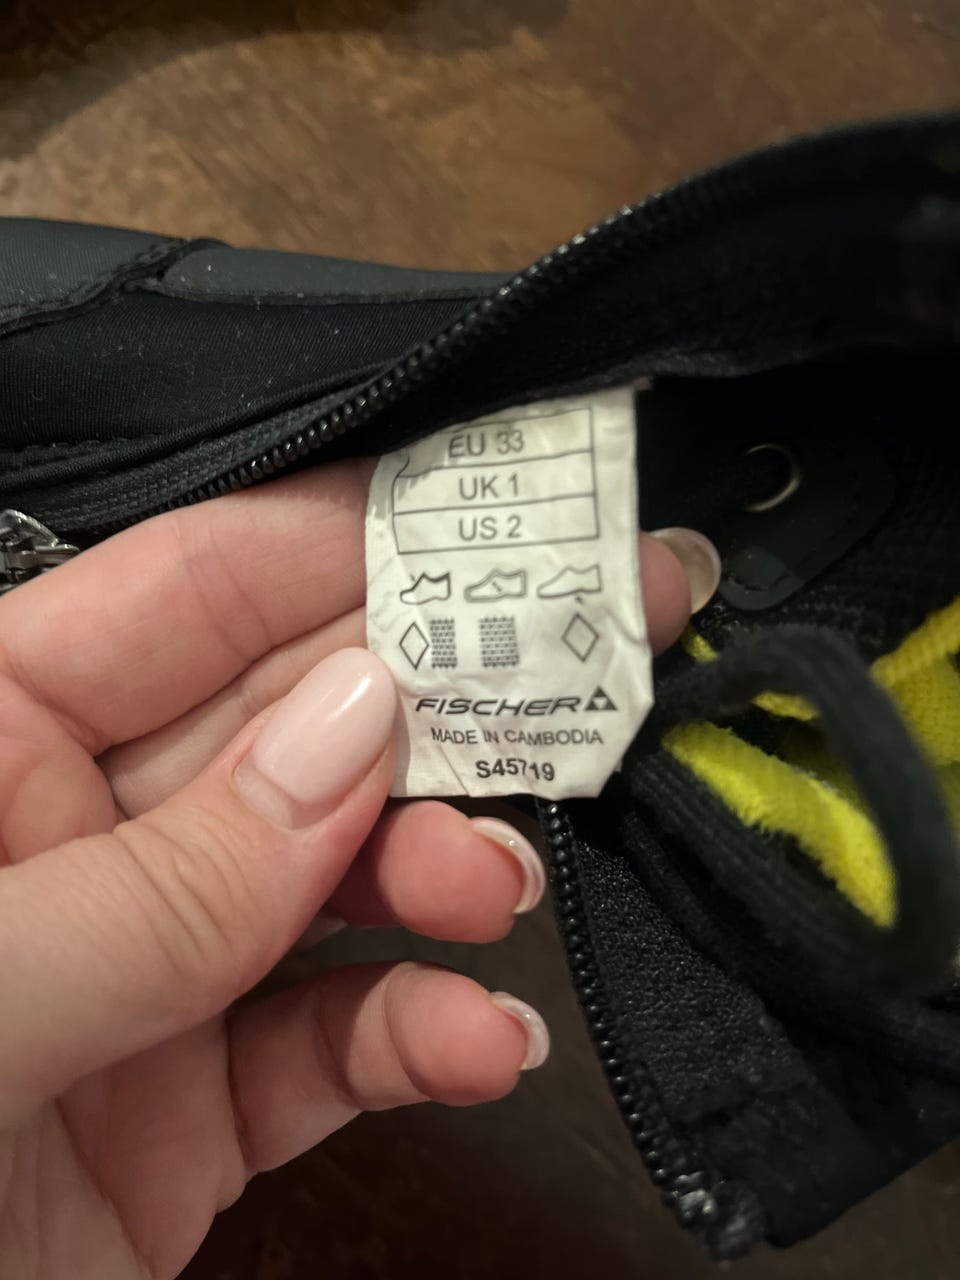 EU 33
UK 1
US 2
FISCHER
MADE IN CAMBODIA
S45719